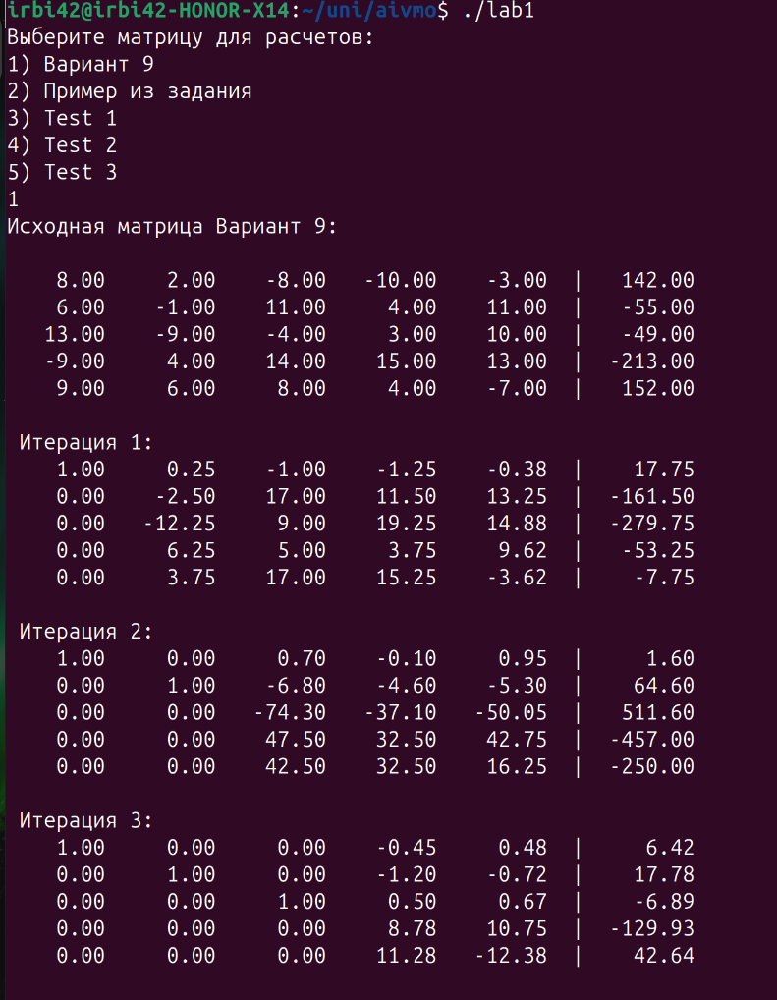 irbi42@irbi42-HONOR-X14:~/uni/aivmo$ ./lab1
Выберите матрицу для расчетов:
1) Вариант 9
2) Пример из задания
3) Test 1
4) Test 2
5) Test 3
1
Исходная матрица Вариант 9:
8.00 2.00 -8.00 -10.00 -3.00 | 142.00
6.00 -1.00 11.00 4.00 11.00 | -55.00
13.00 -9.00 -4.00 3.00 10.00 | -49.00
-9.00 4.00 14.00 15.00 13.00 | -213.00
9.00 6.00 8.00 4.00 -7.00 | 152.00
Итерация 1:
1.00 0.25 -1.00 -1.25 -0.38 | 17.75
0.00 -2.50 17.00 11.50 13.25 | -161.50
0.00 -12.25 9.00 19.25 14.88 | -279.75
0.00 6.25 5.00 3.75 9.62 | -53.25
0.00 3.75 17.00 15.25 -3.62 | -7.75
Итерация 2:
1.00 0.00 0.70 -0.10 0.95 | 1.60
0.00 1.00 -6.80 -4.60 -5.30 | 64.60
0.00 0.00 -74.30 -37.10 -50.05 | 511.60
0.00 0.00 47.50 32.50 42.75 | -457.00
0.00 0.00 42.50 32.50 16.25 | -250.00
Итерация 3:
1.00 0.00 0.00 -0.45 0.48 | 6.42
0.00 1.00 0.00 -1.20 -0.72 | 17.78
0.00 0.00 1.00 0.50 0.67 | -6.89
0.00 0.00 0.00 8.78 10.75 | -129.93
0.00 0.00 0.00 11.28 -12.38 | 42.64